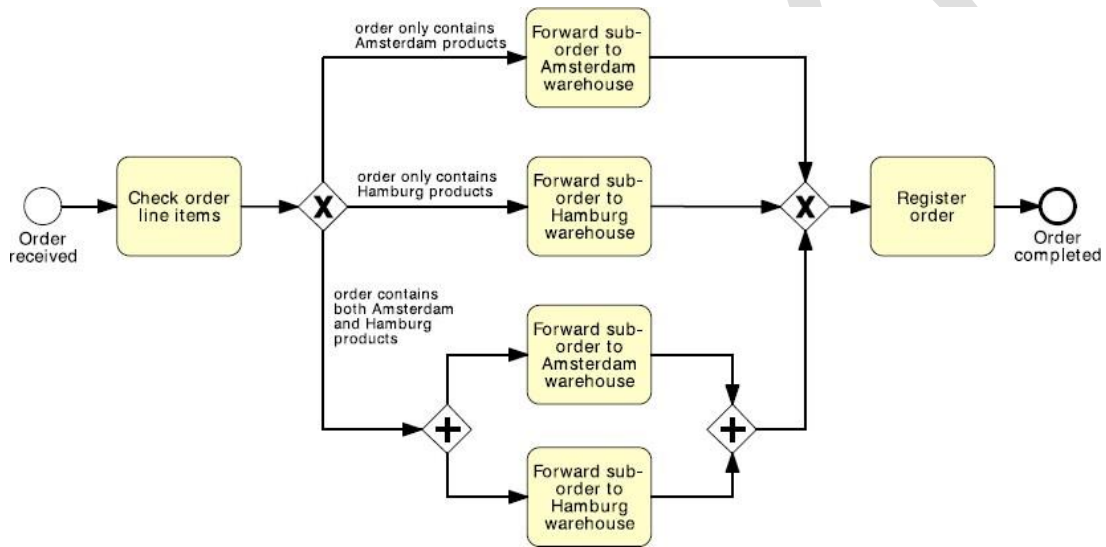 order only contains
Amsterdam products
Forward sub-
order to
Amsterdam
warehouse
Order
received
Check order
line items
X
order only contains
Hamburg products
Forward sub-
order to
Hamburg
warehouse
X
Register
order
Order
completed
order contains
both Amsterdam
and Hamburg
products
Forward sub-
order to
Amsterdam
warehouse
+
+
Forward sub-
order to
Hamburg
warehouse